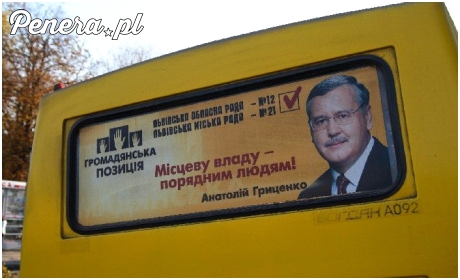 Penera.pl
ЛЬВІВСЬКА ОБЛАСНА РАДА - №12
ЛЬВІВСЬКА МІСЬКА РАДА - №21
ГРОМАДЯНСЬКА
ПОЗИЦІЯ
Місцеву владу –
порядним людям!
Анатолій Гриценко
БОГДАН А092